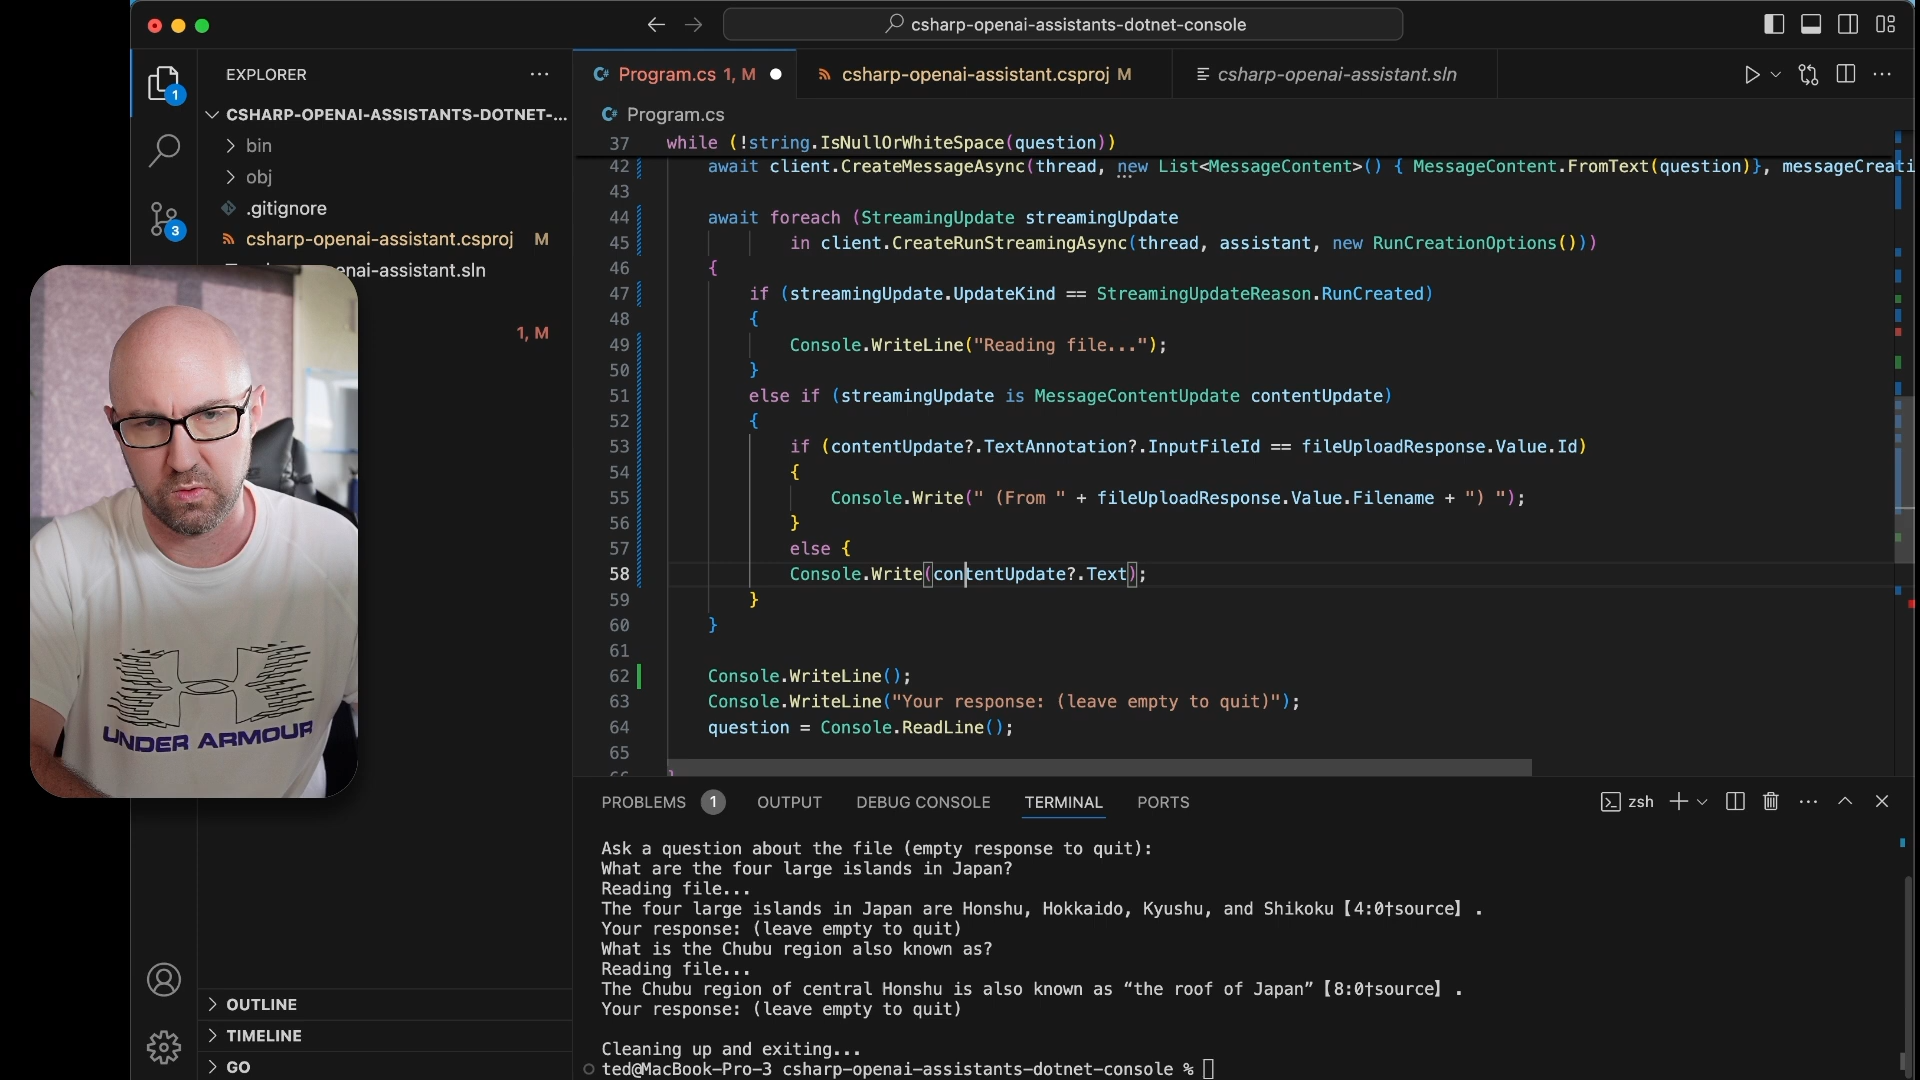 csharp-openai-assistants-dotnet-console
EXPLORER
CSHARP-OPENAI-ASSISTANTS-DOTNET-...
bin
obj
.gitignore
csharp-openai-assistant.csproj M
enai-assistant.sln
1, M
1
3
OUTLINE
TIMELINE
GO
UNDER ARMOUR
Program.cs 1, M
csharp-openai-assistant.csproj M
csharp-openai-assistant.sln
Program.cs
37 while (!string.IsNullOrWhiteSpace(question))
42 await client.CreateMessageAsync(thread, new List<MessageContent>() { MessageContent.FromText(question)}, messageCreati
43
44 await foreach (StreamingUpdate streamingUpdate
45 in client.CreateRunStreamingAsync(thread, assistant, new RunCreationOptions()))
46 {
47 if (streamingUpdate.UpdateKind == StreamingUpdateReason.RunCreated)
48 {
49 Console.WriteLine("Reading file...");
50 }
51 else if (streamingUpdate is MessageContentUpdate contentUpdate)
52 {
53 if (contentUpdate?.TextAnnotation?.InputFileId == fileUploadResponse.Value.Id)
54 {
55 Console.Write(" (From " + fileUploadResponse.Value.Filename + ") ");
56 }
57 else {
58 Console.Write(contentUpdate?.Text);
59 }
60 }
61
62 Console.WriteLine();
63 Console.WriteLine("Your response: (leave empty to quit)");
64 question = Console.ReadLine();
65
PROBLEMS 1 OUTPUT DEBUG CONSOLE TERMINAL PORTS
zsh
Ask a question about the file (empty response to quit):
What are the four large islands in Japan?
Reading file...
The four large islands in Japan are Honshu, Hokkaido, Kyushu, and Shikoku【4:0†source】.
Your response: (leave empty to quit)
What is the Chubu region also known as?
Reading file...
The Chubu region of central Honshu is also known as “the roof of Japan”【8:0†source】.
Your response: (leave empty to quit)
Cleaning up and exiting...
ted@MacBook-Pro-3 csharp-openai-assistants-dotnet-console %